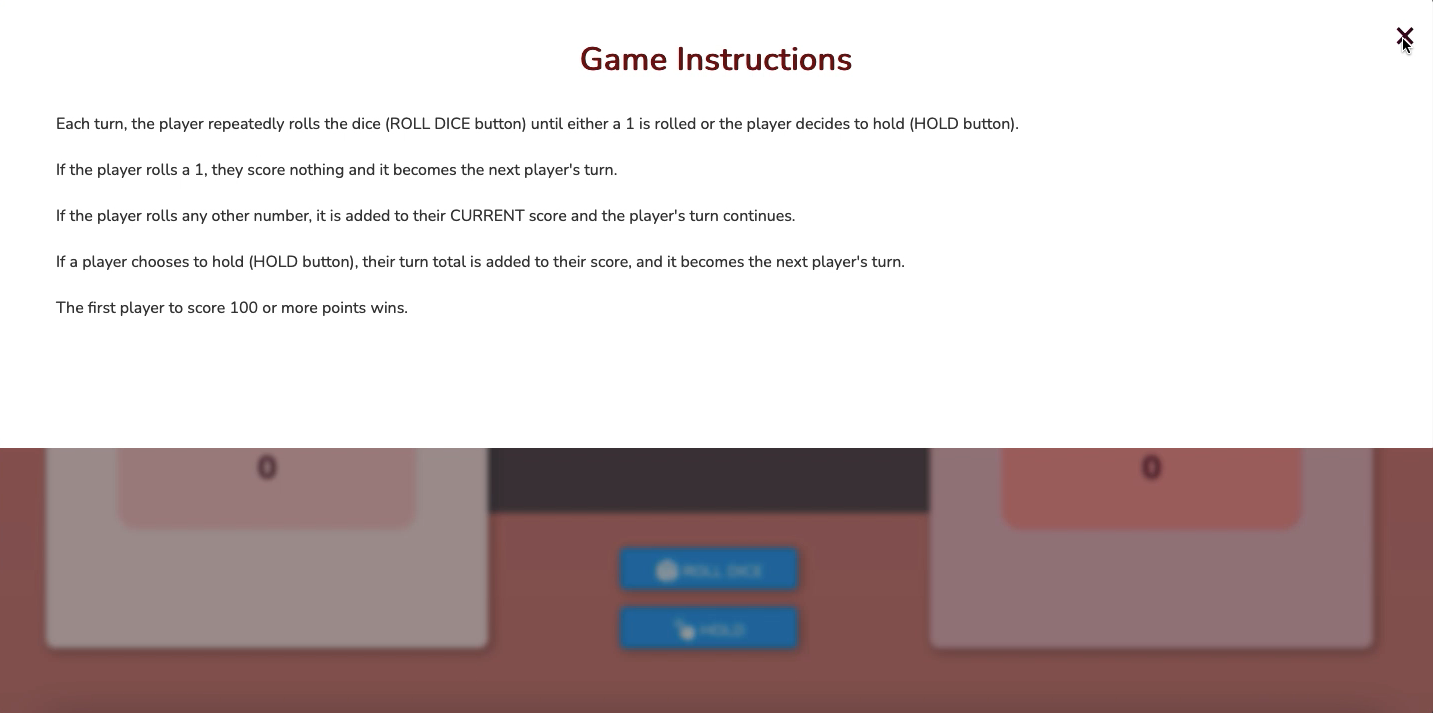 Game Instructions
×
Each turn, the player repeatedly rolls the dice (ROLL DICE button) until either a 1 is rolled or the player decides to hold (HOLD button).
If the player rolls a 1, they score nothing and it becomes the next player's turn.
If the player rolls any other number, it is added to their CURRENT score and the player's turn continues.
If a player chooses to hold (HOLD button), their turn total is added to their score, and it becomes the next player's turn.
The first player to score 100 or more points wins.
0
0
ROLL DICE
HOLD